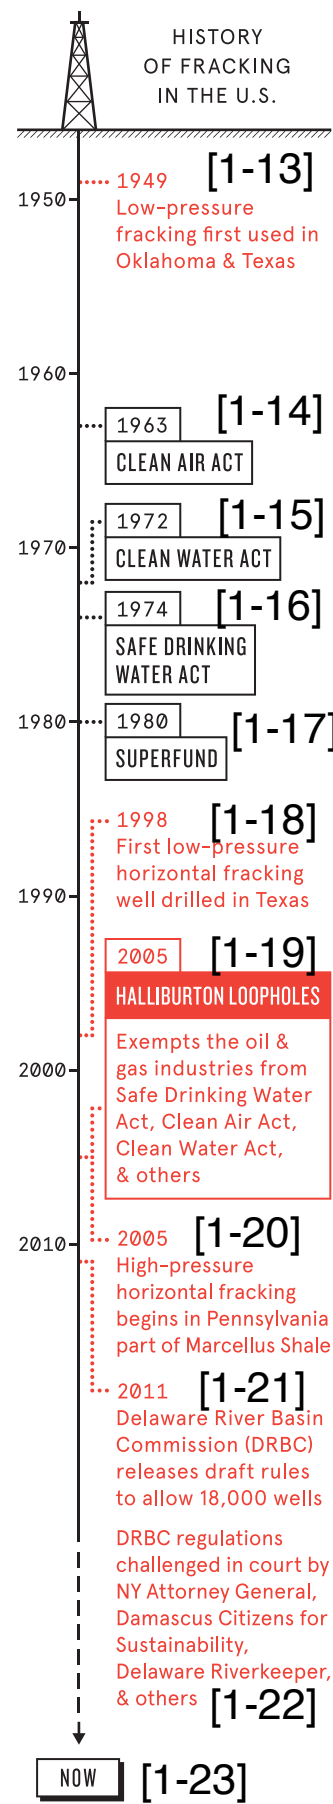 HISTORY
OF FRACKING
IN THE U.S.
1949 [1-13]
1950
Low-pressure
fracking first used in
Oklahoma & Texas
1960
1963 [1-14]
CLEAN AIR ACT
1972 [1-15]
1970
CLEAN WATER ACT
1974 [1-16]
SAFE DRINKING
WATER ACT
1980
1980 [1-17]
SUPERFUND
1998 [1-18]
First low-pressure
horizontal fracking
well drilled in Texas
1990
2005 [1-19]
HALLIBURTON LOOPHOLES
Exempts the oil &
gas industries from
Safe Drinking Water
Act, Clean Air Act,
Clean Water Act,
& others
2000
2010
2005 [1-20]
High-pressure
horizontal fracking
begins in Pennsylvania
part of Marcellus Shale
2011 [1-21]
Delaware River Basin
Commission (DRBC)
releases draft rules
to allow 18,000 wells
DRBC regulations
challenged in court by
NY Attorney General,
Damascus Citizens for
Sustainability,
Delaware Riverkeeper,
& others [1-22]
NOW [1-23]